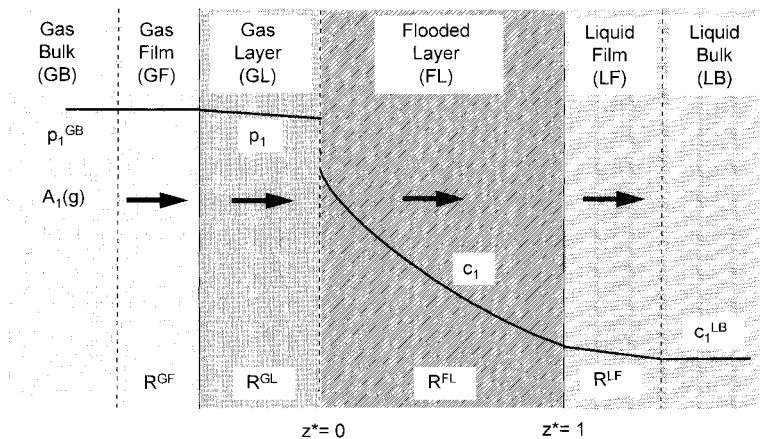 Gas Bulk (GB)
Gas Film (GF)
Gas Layer (GL)
Flooded Layer (FL)
Liquid Film (LF)
Liquid Bulk (LB)
p₁ᴳᴮ
p₁
A₁(g)
c₁
c₁ᴸᴮ
Rᴳᶠ
Rᴳᴸ
Rᶠᴸ
Rᴸᶠ
z*= 0
z*= 1